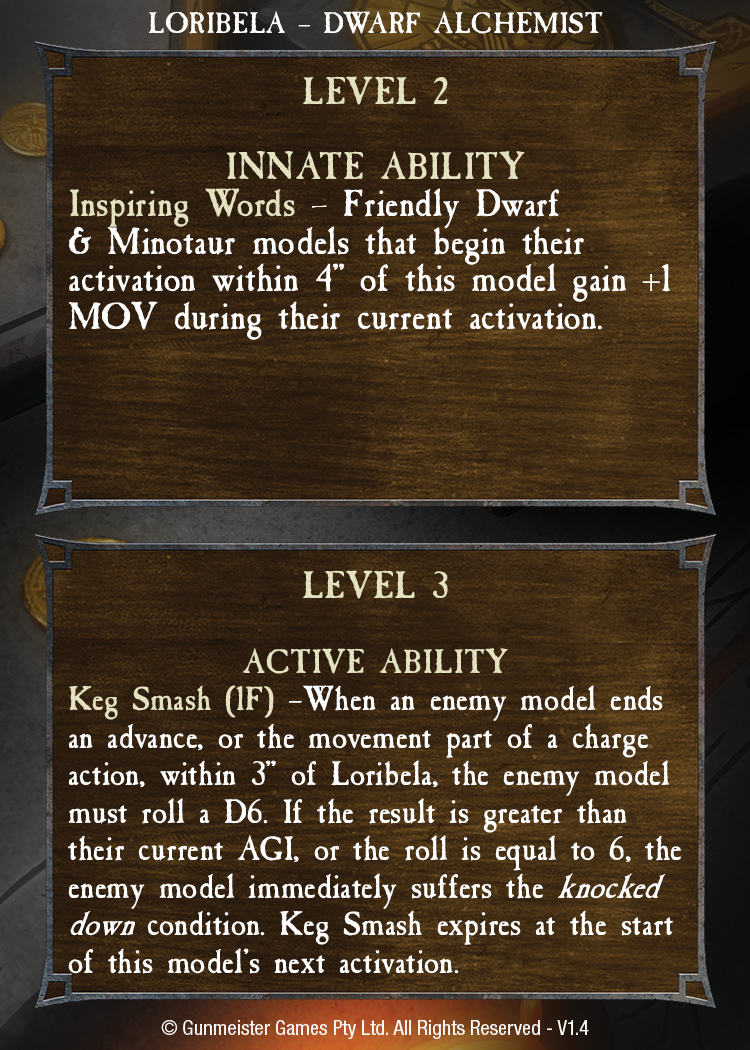 LORIBELA – DWARF ALCHEMIST
LEVEL 2
INNATE ABILITY
Inspiring Words – Friendly Dwarf
& Minotaur models that begin their
activation within 4” of this model gain +1
MOV during their current activation.
LEVEL 3
ACTIVE ABILITY
Keg Smash (1F) –When an enemy model ends
an advance, or the movement part of a charge
action, within 3” of Loribela, the enemy model
must roll a D6. If the result is greater than
their current AGI, or the roll is equal to 6, the
enemy model immediately suffers the knocked
down condition. Keg Smash expires at the start
of this model’s next activation.
© Gunmeister Games Pty Ltd. All Rights Reserved - V1.4